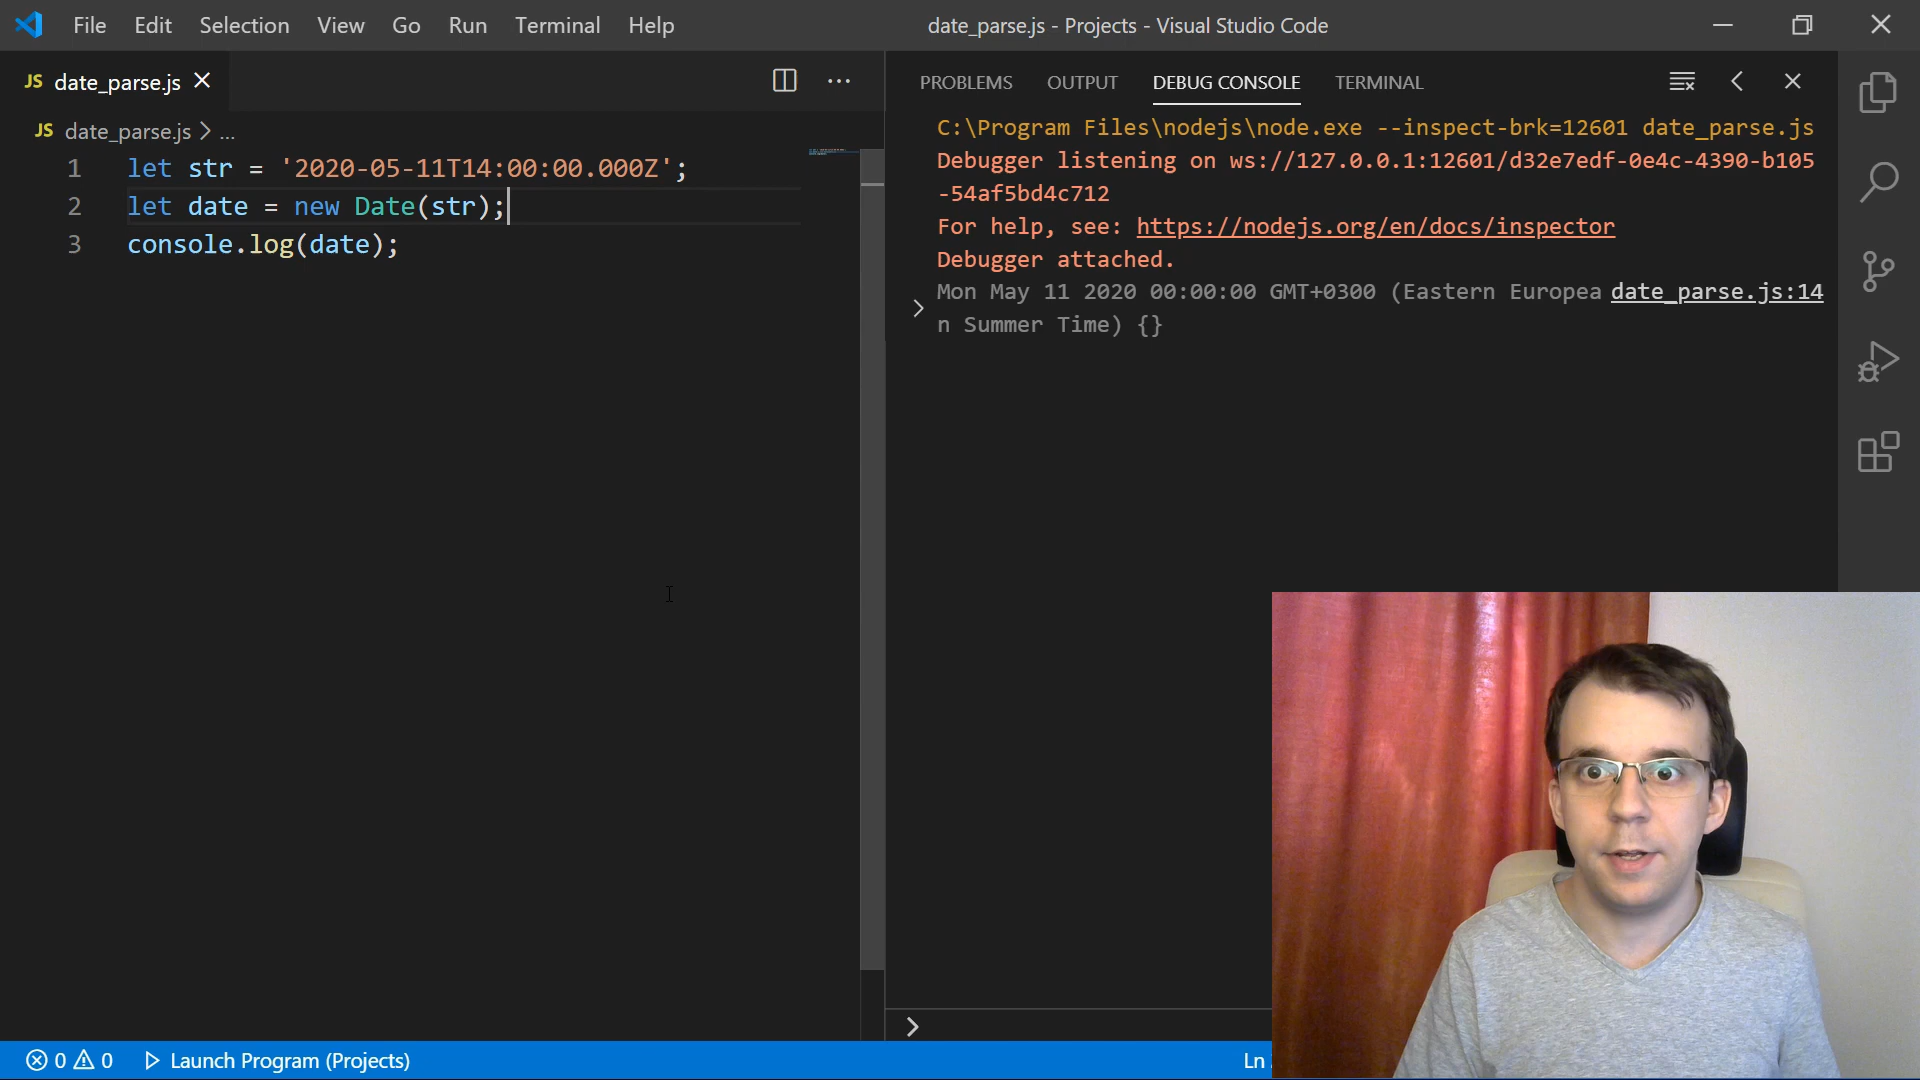 File Edit Selection View Go Run Terminal Help
date_parse.js - Projects - Visual Studio Code
JS date_parse.js
JS date_parse.js > ...
1 let str = '2020-05-11T14:00:00.000Z';
2 let date = new Date(str);
3 console.log(date);
PROBLEMS OUTPUT DEBUG CONSOLE TERMINAL
C:\Program Files\nodejs\node.exe --inspect-brk=12601 date_parse.js
Debugger listening on ws://127.0.0.1:12601/d32e7edf-0e4c-4390-b105
-54af5bd4c712
For help, see: https://nodejs.org/en/docs/inspector
Debugger attached.
Mon May 11 2020 00:00:00 GMT+0300 (Eastern Europea date_parse.js:14
n Summer Time) {}
0 0 Launch Program (Projects)
Ln